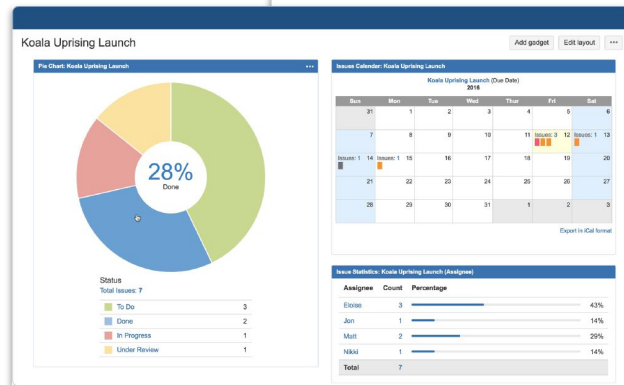 Koala Uprising Launch
Add gadget Edit layout •••
Pie Chart: Koala Uprising Launch •••
28%
Done
Status
Total Issues: 7
To Do 3
Done 2
In Progress 1
Under Review 1
Issues Calendar: Koala Uprising Launch
Koala Uprising Launch (Due Date)
2016
Sun Mon Tue Wed Thur Fri Sat
31 1 2 3 4 5 6
7 8 9 10 11 Issues: 3 12 Issues: 1 13
Issues: 1 14 Issues: 1 15 16 17 18 19 20
21 22 23 24 25 26 27
28 29 30 31 1 2 3
Export in iCal format
Issue Statistics: Koala Uprising Launch (Assignee)
Assignee Count Percentage
Eloise 3 43%
Jon 1 14%
Matt 2 29%
Nikki 1 14%
Total 7